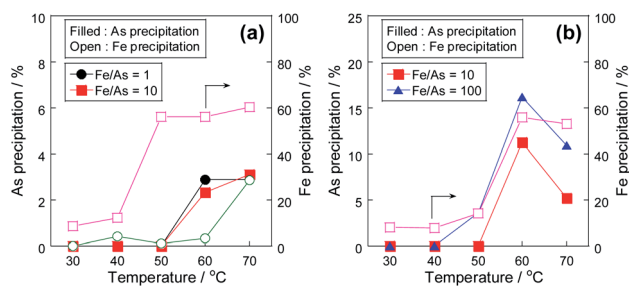 As precipitation / %
10
8
6
4
2
0
Filled : As precipitation
Open : Fe precipitation
(a)
Fe/As = 1
Fe/As = 10
100
80
60
40
20
0
Fe precipitation / %
30 40 50 60 70
Temperature / °C
As precipitation / %
25
20
15
10
5
0
Filled : As precipitation
Open : Fe precipitation
(b)
Fe/As = 10
Fe/As = 100
100
80
60
40
20
0
Fe precipitation / %
30 40 50 60 70
Temperature / °C